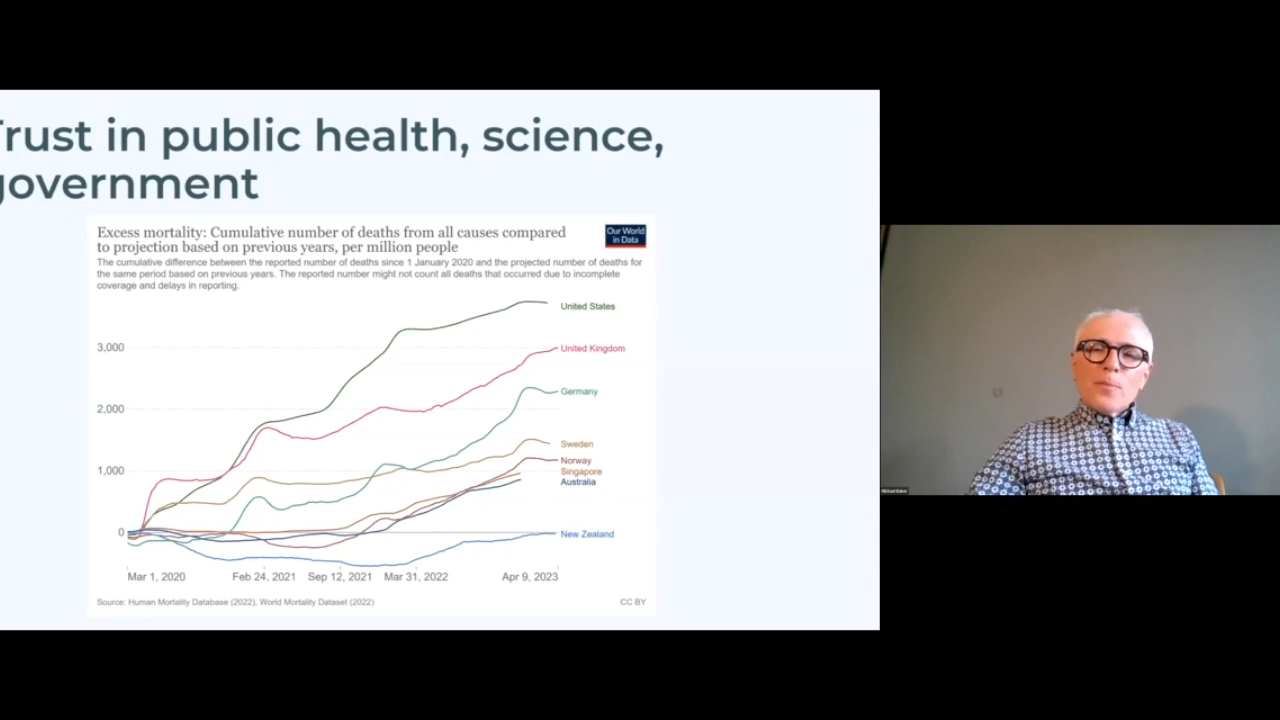 Trust in public health, science,
government
Excess mortality: Cumulative number of deaths from all causes compared
to projection based on previous years, per million people
Our World
in Data
The cumulative difference between the reported number of deaths since 1 January 2020 and the projected number of deaths for
the same period based on previous years. The reported number might not count all deaths that occurred due to incomplete
coverage and delays in reporting.
United States
3,000
United Kingdom
Germany
2,000
Sweden
Norway
1,000
Singapore
Australia
0
New Zealand
Mar 1, 2020 Feb 24, 2021 Sep 12, 2021 Mar 31, 2022 Apr 9, 2023
Source: Human Mortality Database (2022), World Mortality Dataset (2022) CC BY
Michael Baker